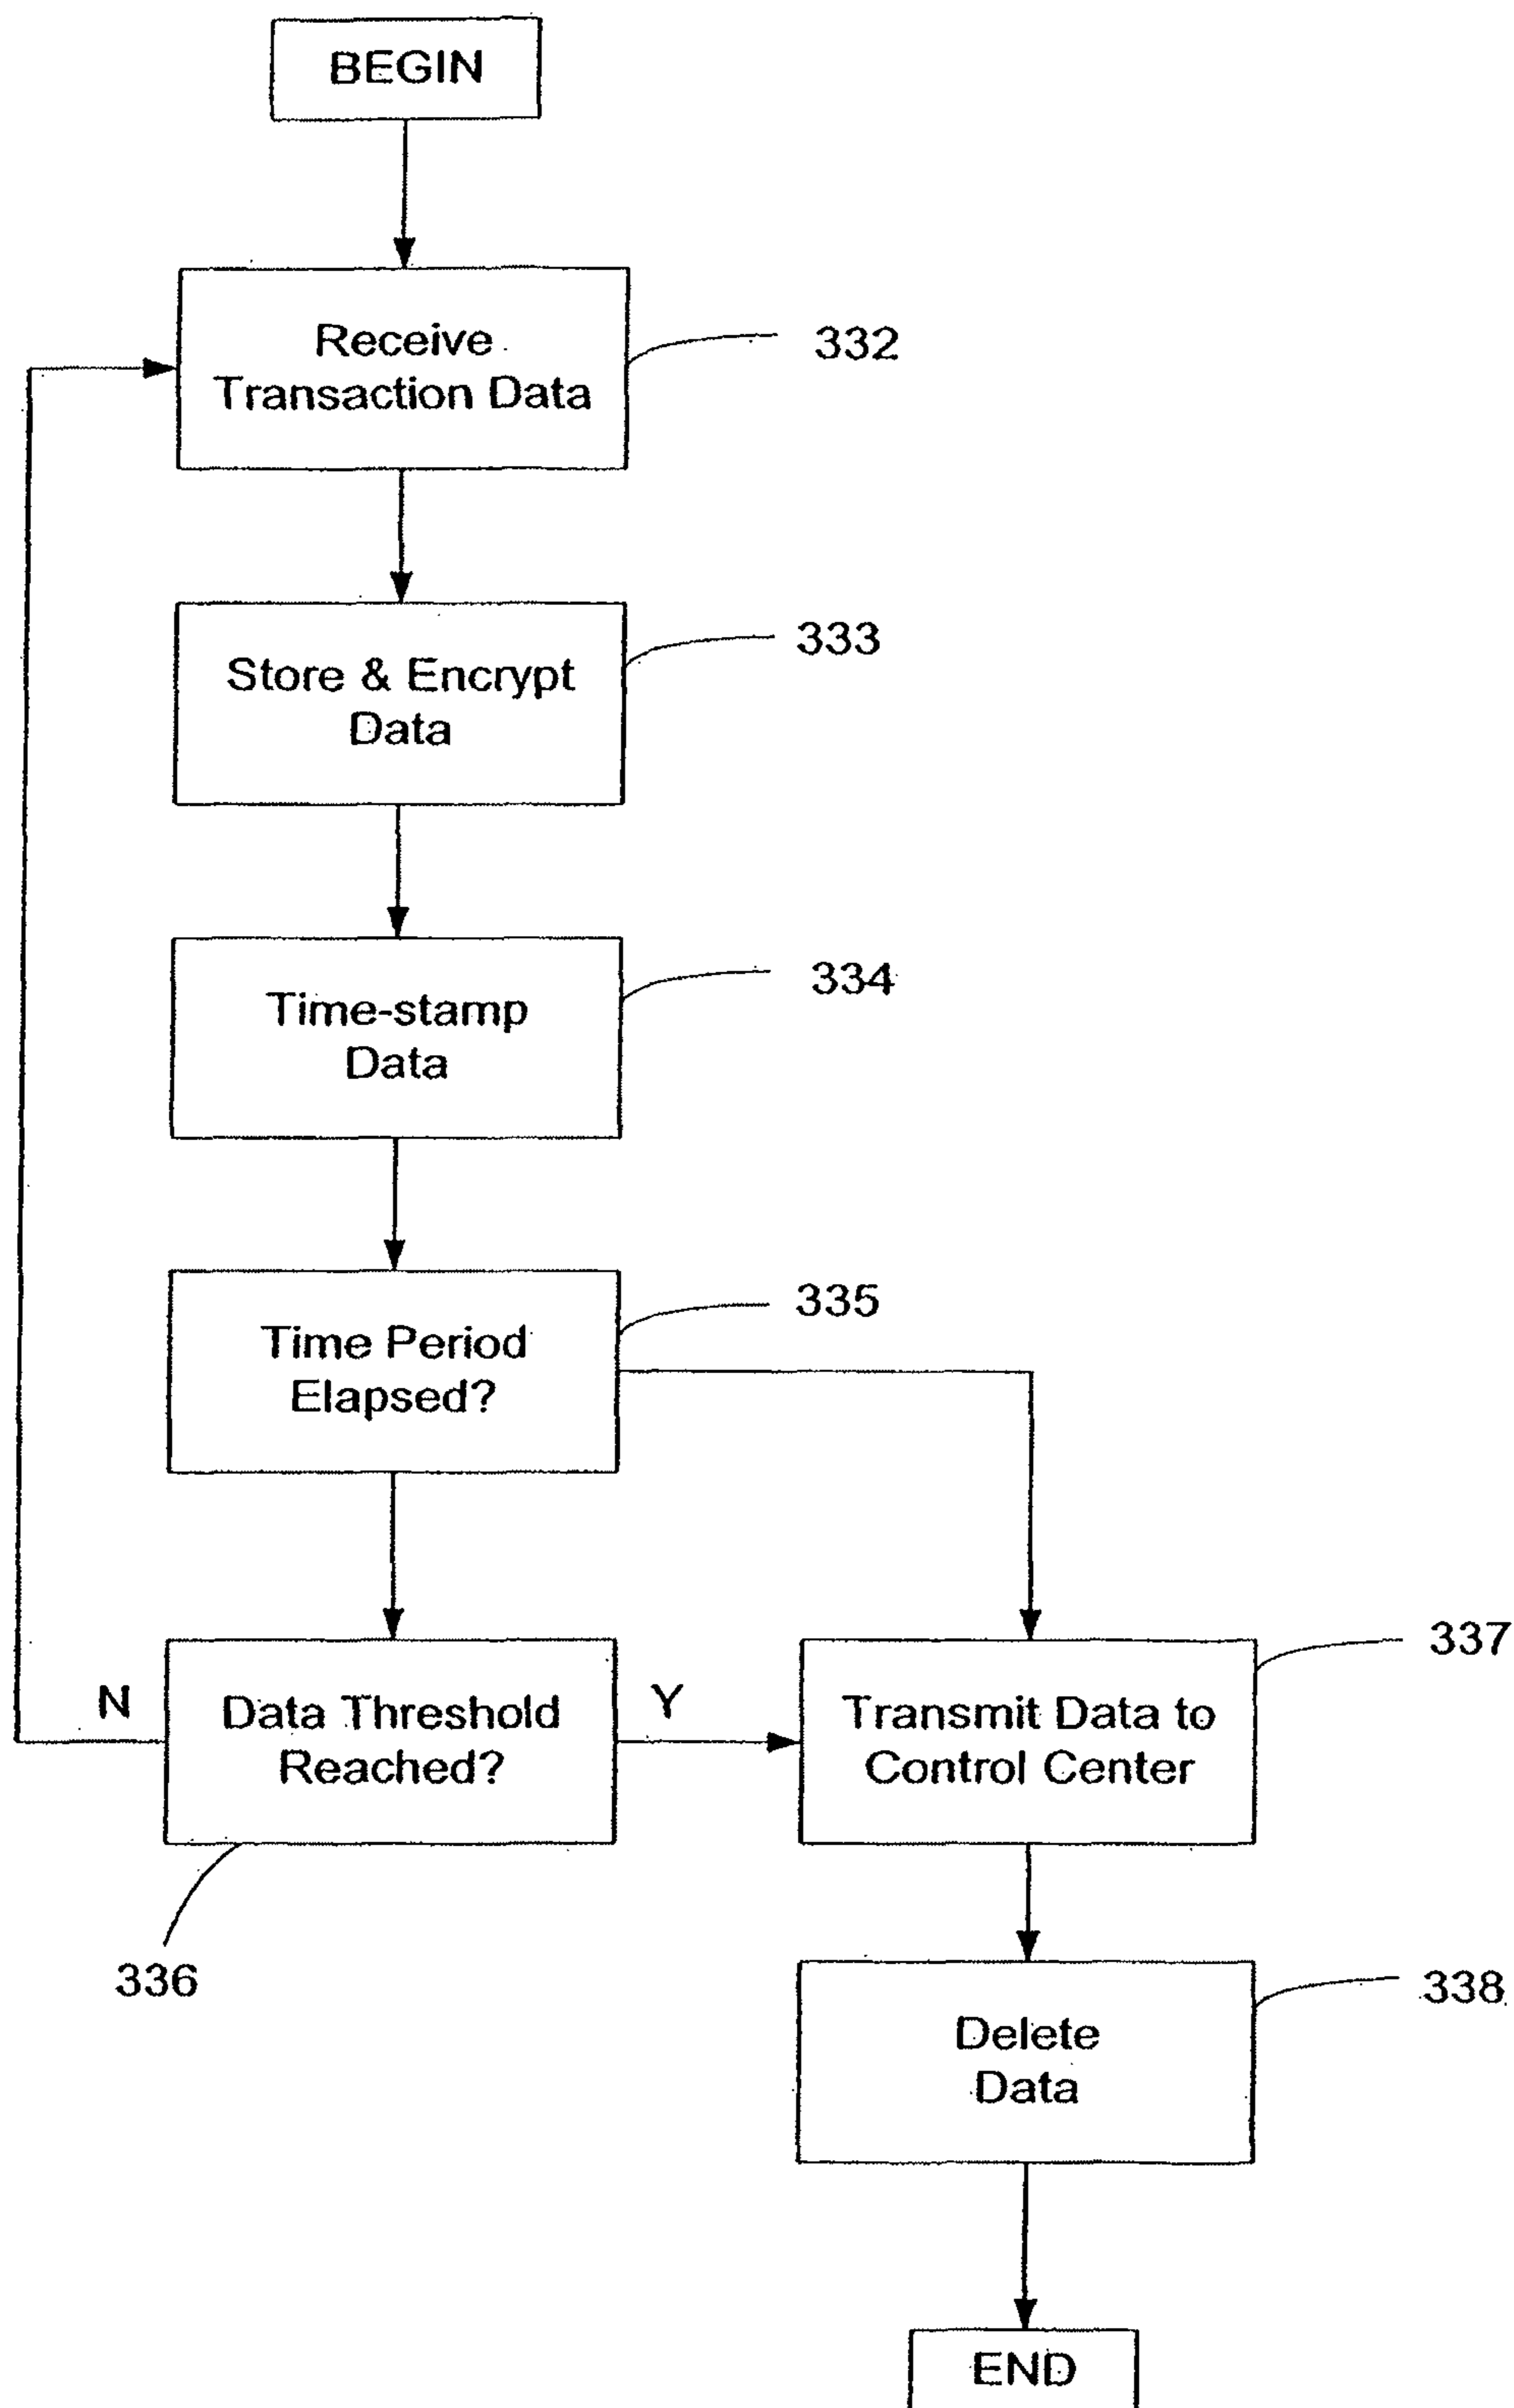 BEGIN
Receive
Transaction Data
332
Store & Encrypt
Data
333
Time-stamp
Data
334
Time Period
Elapsed?
335
N
Data Threshold
Reached?
Y
336
Transmit Data to
Control Center
337
Delete
Data
338
END